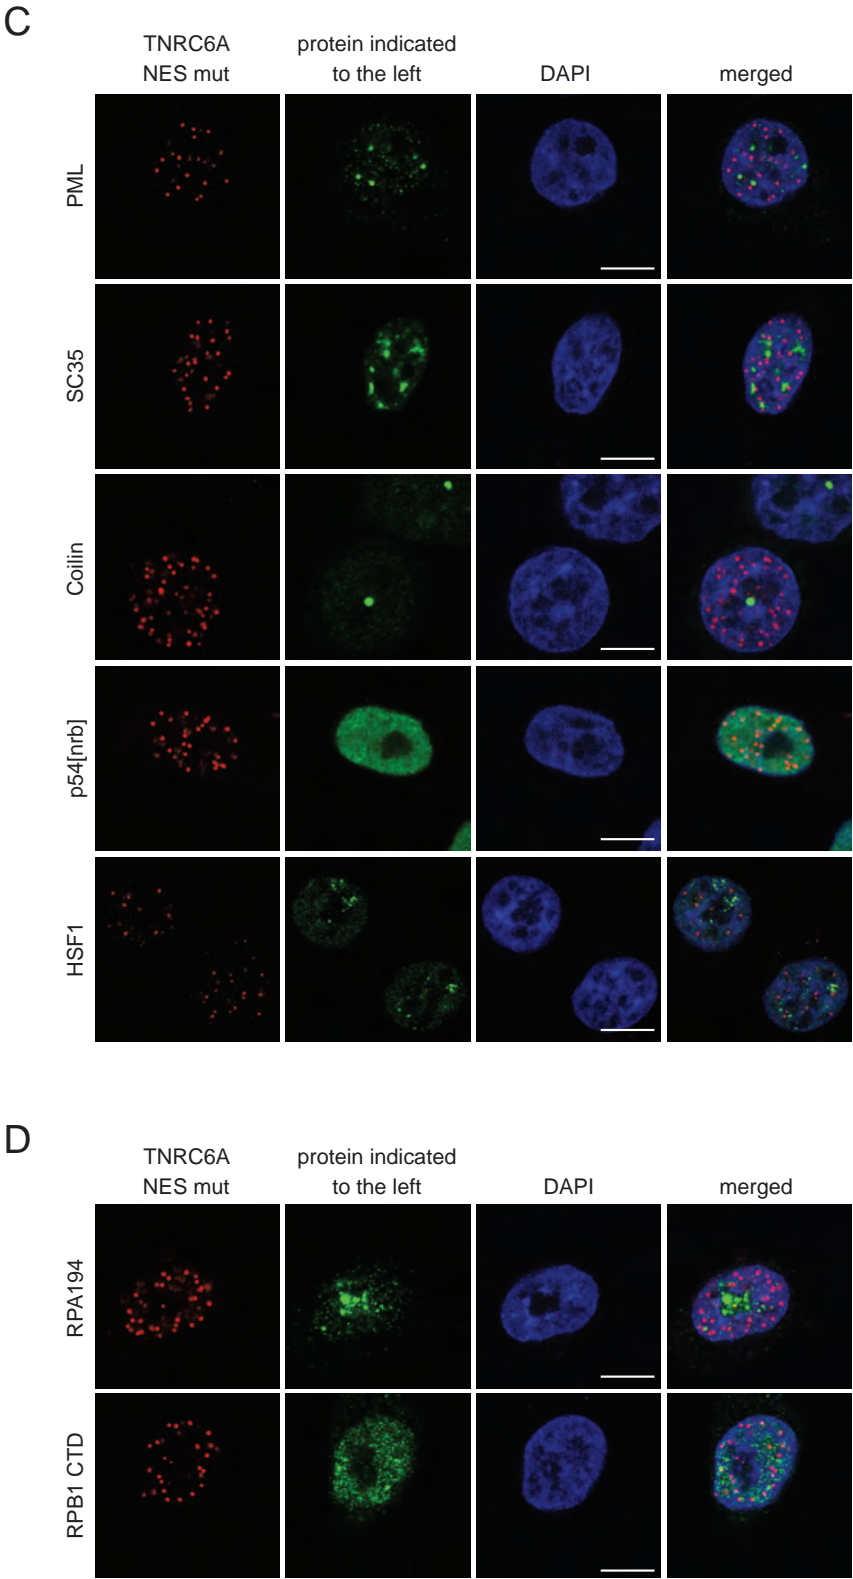 C
TNRC6A
NES mut
protein indicated
to the left
DAPI
merged
PML
SC35
Coilin
p54[nrb]
HSF1
D
TNRC6A
NES mut
protein indicated
to the left
DAPI
merged
RPA194
RPB1 CTD